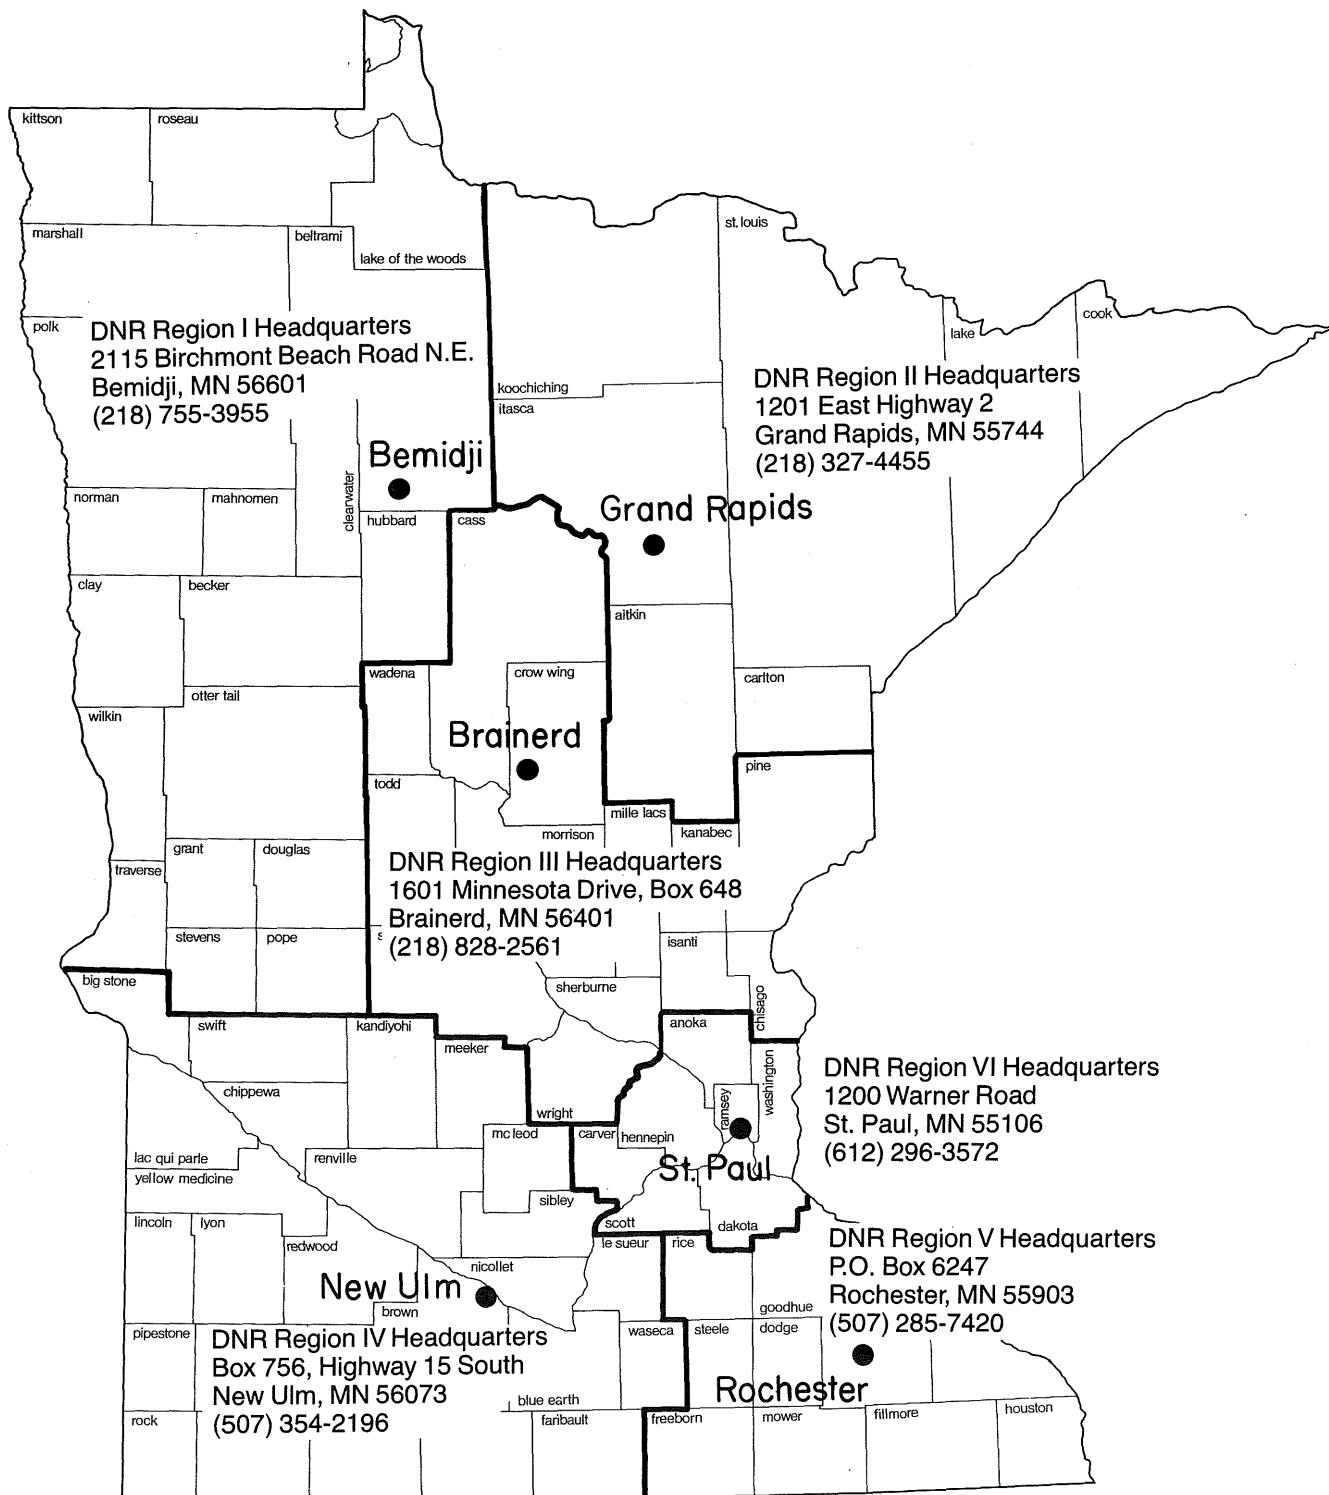 kittson
roseau
marshall
beltrami
lake of the woods
st. louis
polk
lake
cook
DNR Region I Headquarters
2115 Birchmont Beach Road N.E.
Bemidji, MN 56601
(218) 755-3955
koochiching
itasca
DNR Region II Headquarters
1201 East Highway 2
Grand Rapids, MN 55744
(218) 327-4455
Bemidji
norman
mahnomen
clearwater
hubbard
cass
Grand Rapids
clay
becker
aitkin
wadena
crow wing
carlton
otter tail
wilkin
Brainerd
pine
todd
mille lacs
kanabec
morrison
grant
douglas
traverse
DNR Region III Headquarters
1601 Minnesota Drive, Box 648
Brainerd, MN 56401
(218) 828-2561
stevens
pope
s
isanti
big stone
sherburne
chisago
swift
kandiyohi
anoka
meeker
washington
chippewa
ramsey
wright
DNR Region VI Headquarters
1200 Warner Road
St. Paul, MN 55106
(612) 296-3572
mc leod
carver
hennepin
lac qui parle
renville
St. Paul
yellow medicine
sibley
lincoln
lyon
scott
dakota
redwood
le sueur
rice
DNR Region V Headquarters
P.O. Box 6247
Rochester, MN 55903
(507) 285-7420
nicollet
New Ulm
brown
goodhue
pipestone
waseca
steele
dodge
DNR Region IV Headquarters
Box 756, Highway 15 South
New Ulm, MN 56073
(507) 354-2196
Rochester
blue earth
rock
faribault
freeborn
mower
fillmore
houston